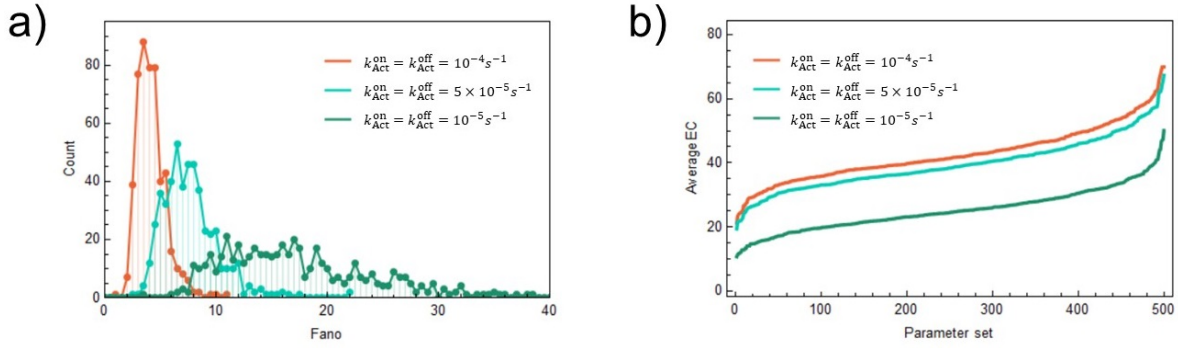 a)
80
60
40
20
0
Count
0
10
20
30
40
Fano
k_Act^on = k_Act^off = 10^−4 s^−1
k_Act^on = k_Act^off = 5 × 10^−5 s^−1
k_Act^on = k_Act^off = 10^−5 s^−1
b)
80
60
40
20
0
Average EC
0
100
200
300
400
500
Parameter set
k_Act^on = k_Act^off = 10^−4 s^−1
k_Act^on = k_Act^off = 5 × 10^−5 s^−1
k_Act^on = k_Act^off = 10^−5 s^−1